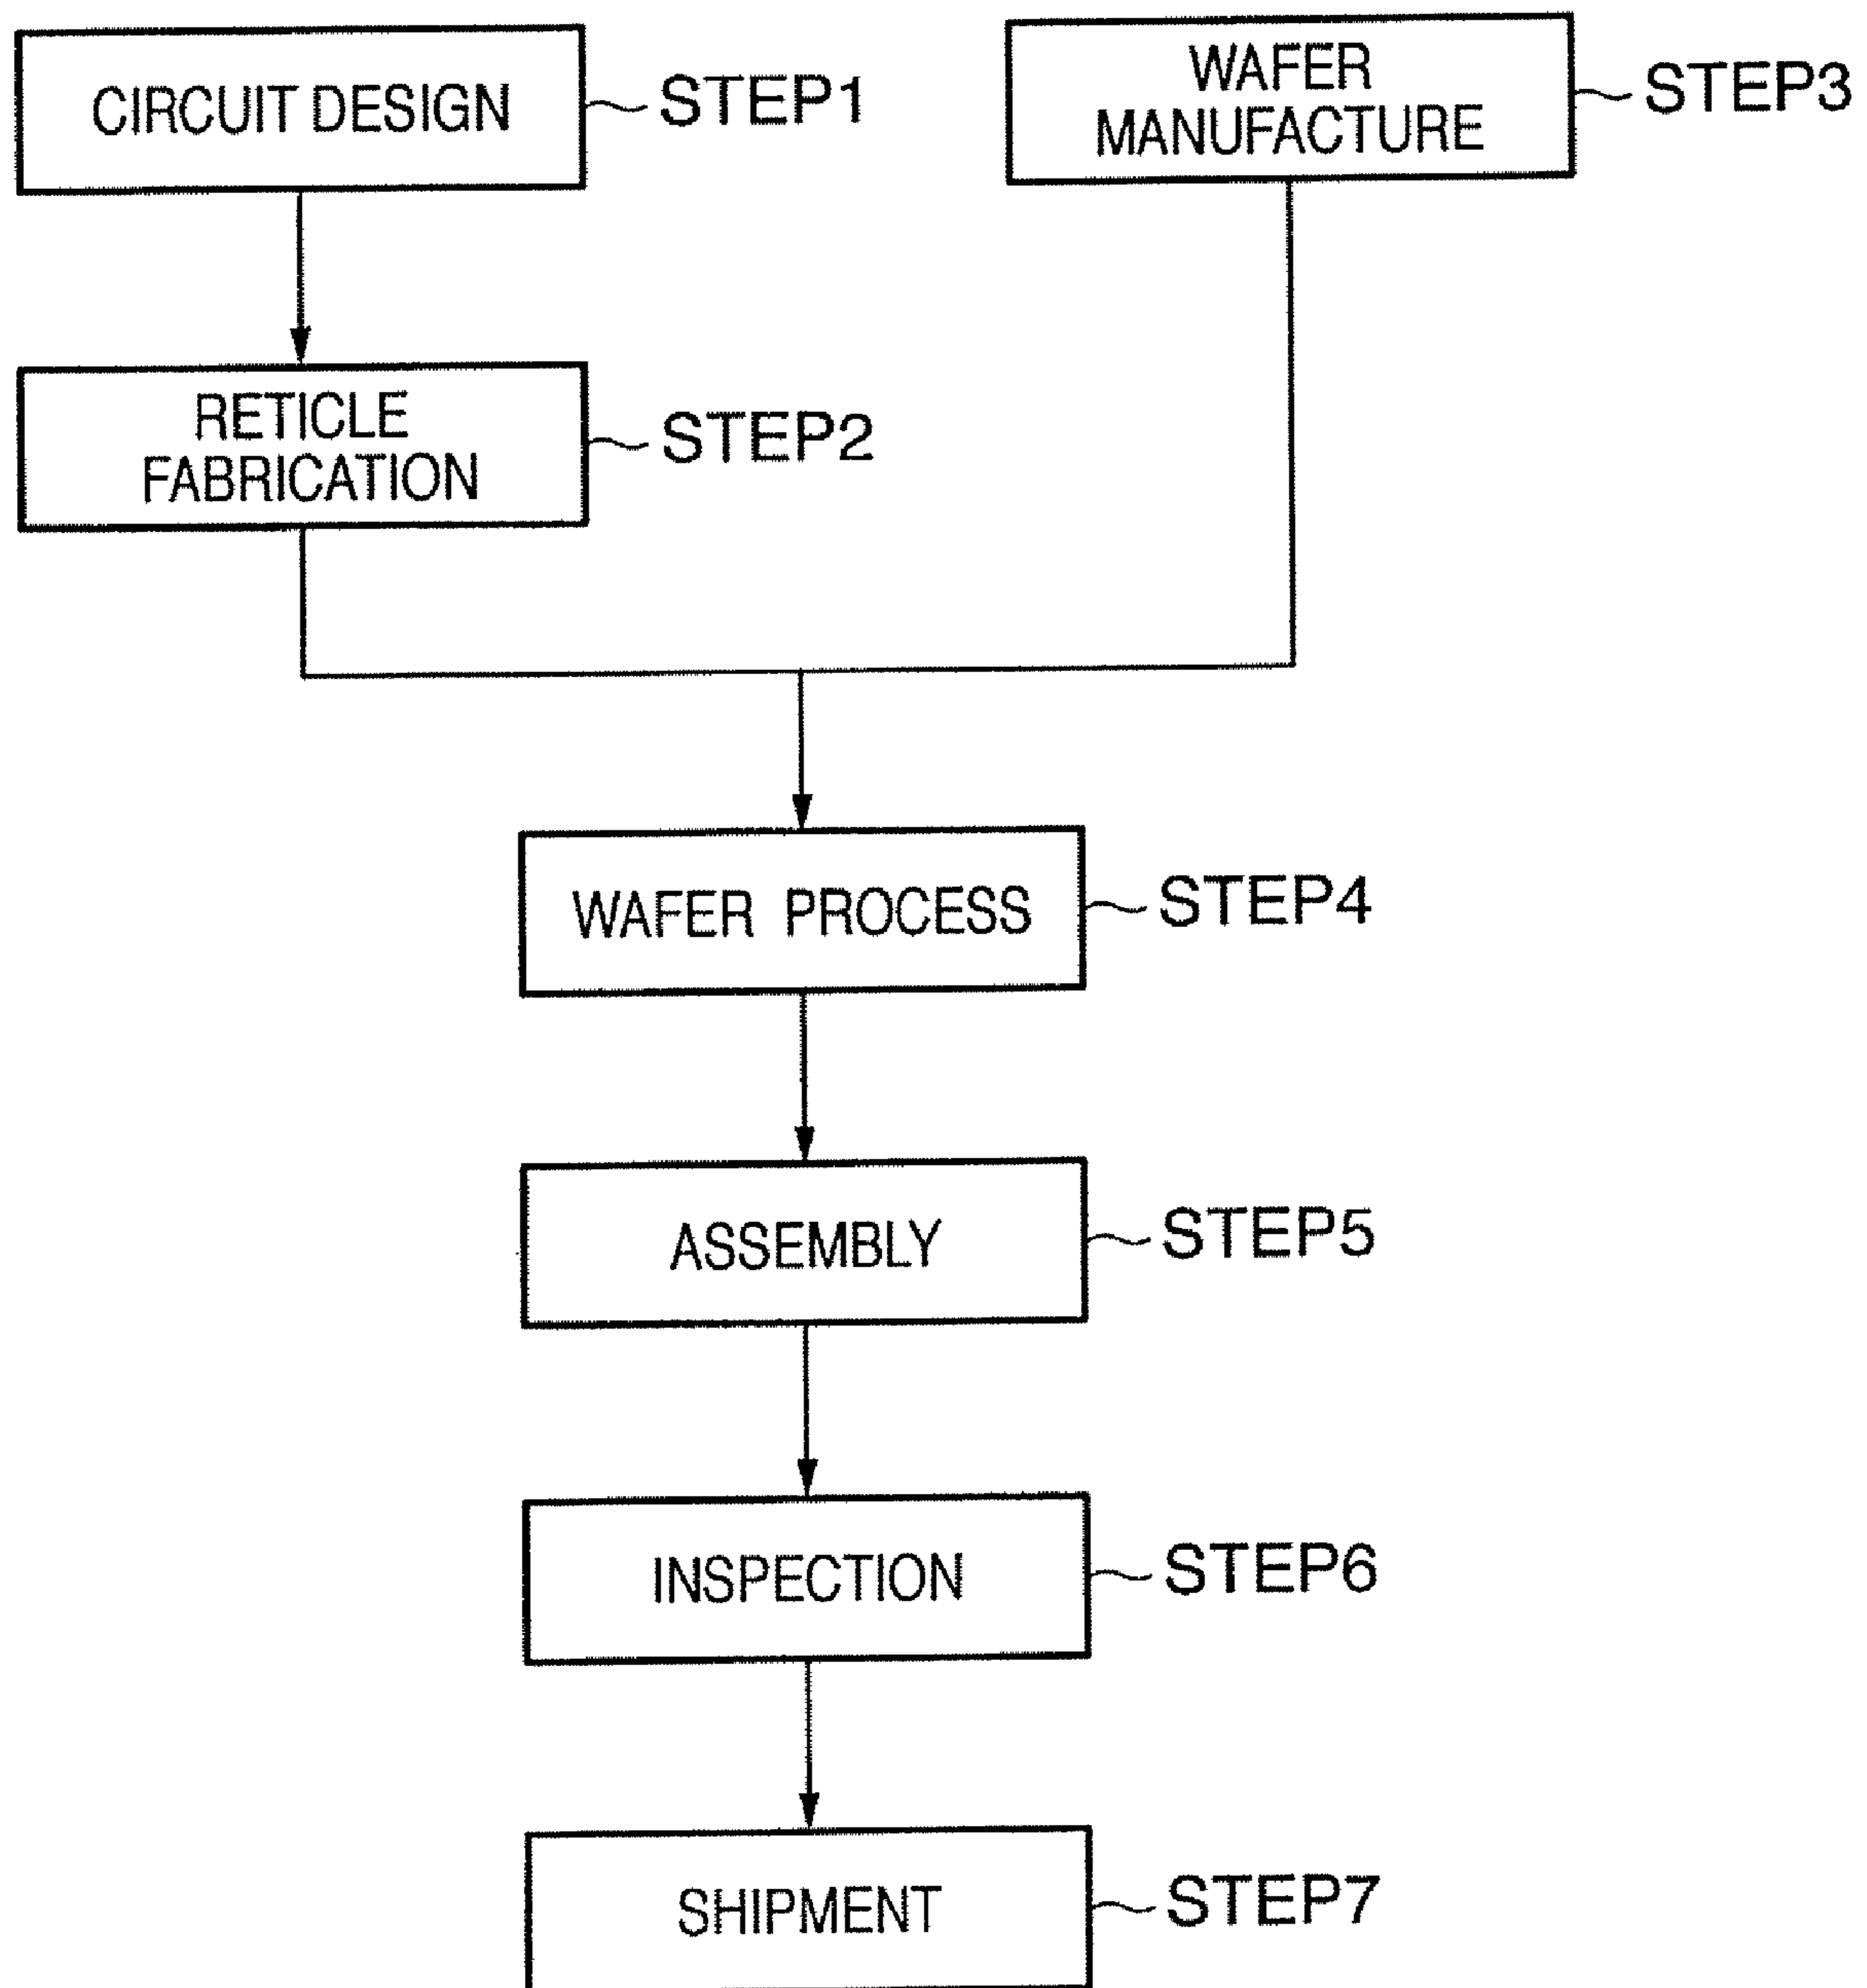 CIRCUIT DESIGN
STEP1
WAFER
MANUFACTURE
STEP3
RETICLE
FABRICATION
STEP2
WAFER PROCESS
STEP4
ASSEMBLY
STEP5
INSPECTION
STEP6
SHIPMENT
STEP7